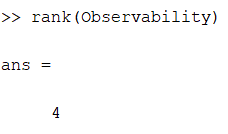 >> rank(Observability)
ans =
4